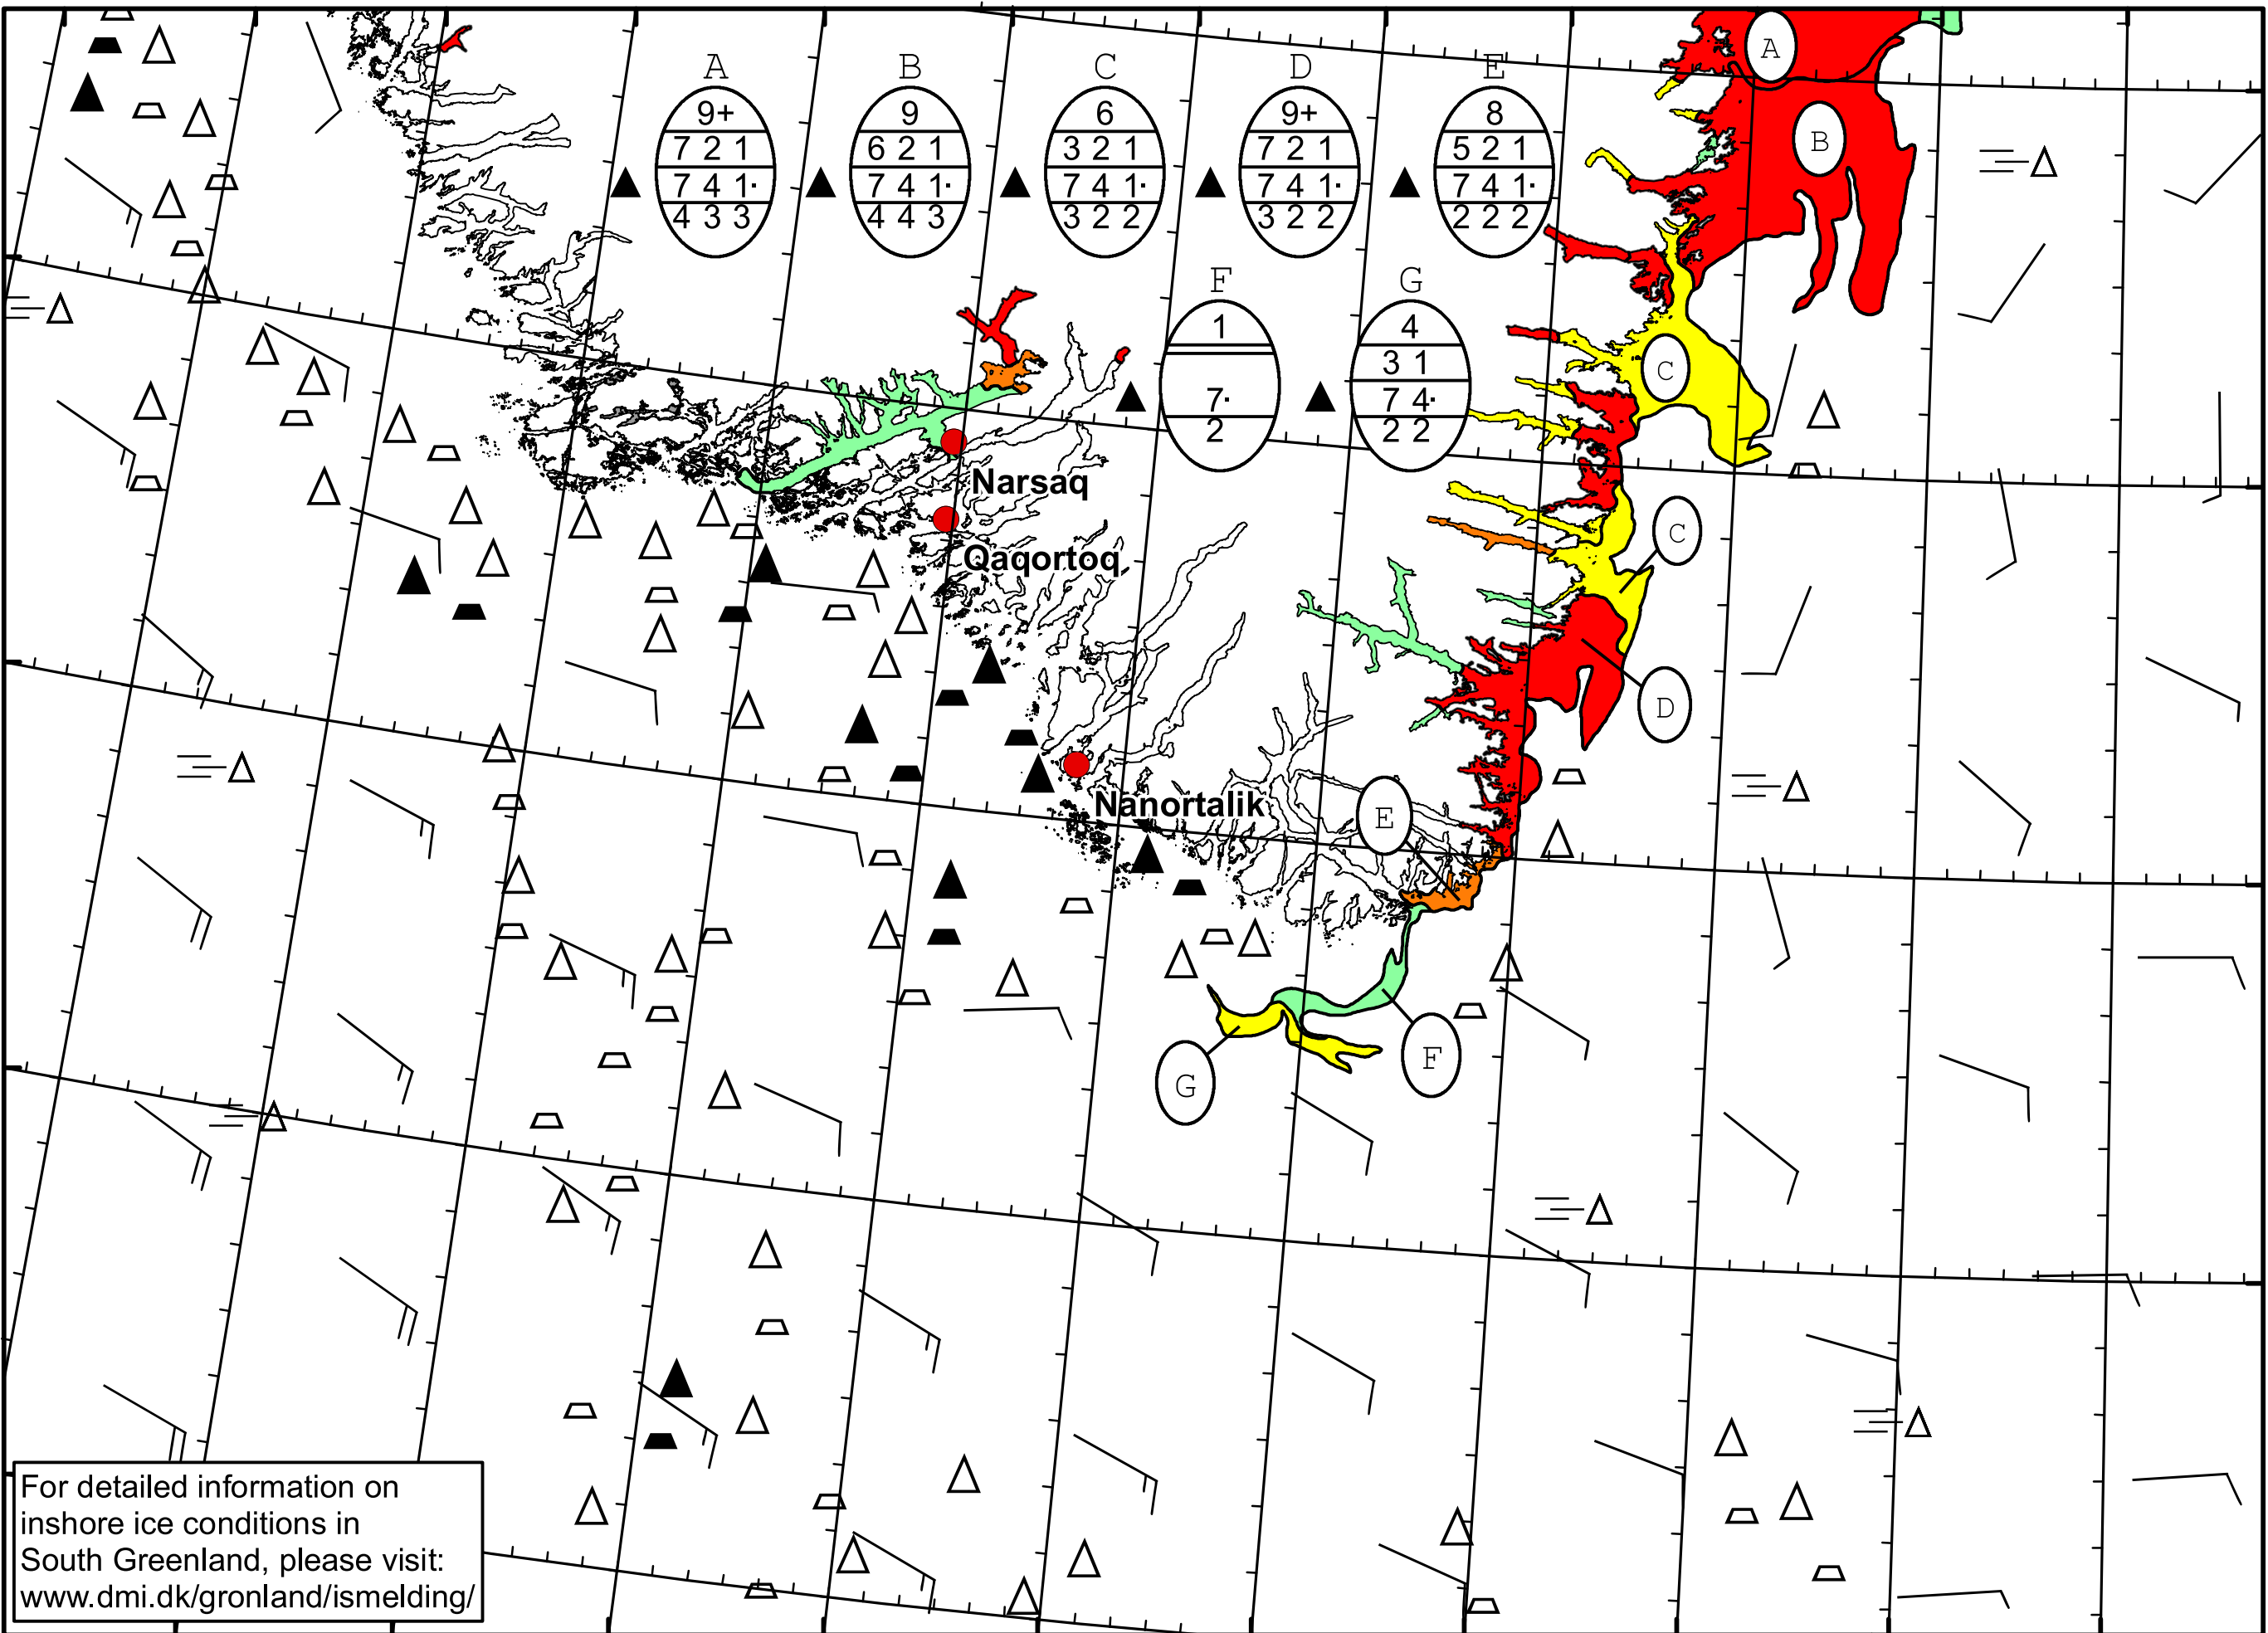 A B C D E
9+ 9 6 9+ 8
7 2 1 6 2 1 3 2 1 7 2 1 5 2 1
7 4 1· 7 4 1· 7 4 1· 7 4 1· 7 4 1·
4 3 3 4 4 3 3 2 2 3 2 2 2 2 2
F G
1 4
3 1
7· 7 4·
2 2 2
A
B
C
Narsaq
Qaqortoq
C
D
Nanortalik
E
F
G
For detailed information on
inshore ice conditions in
South Greenland, please visit:
www.dmi.dk/gronland/ismelding/